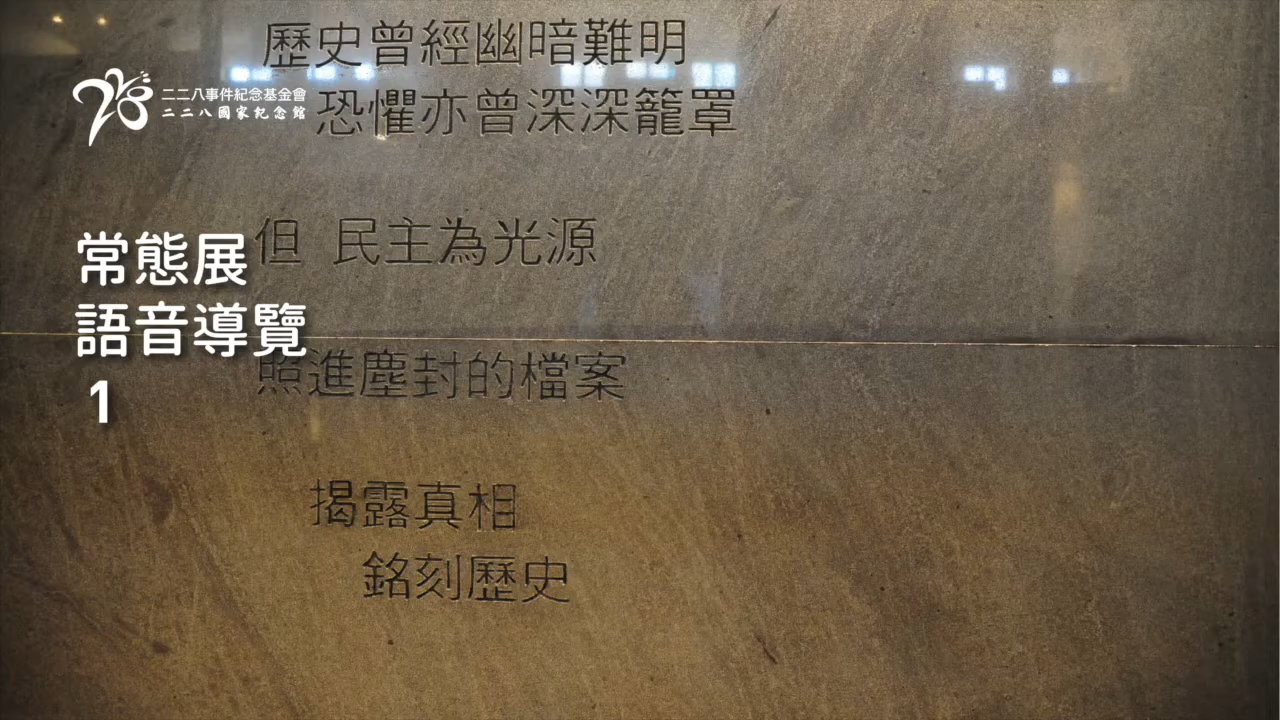 歷史曾經幽暗難明
恐懼亦曾深深籠罩
但 民主為光源
照進塵封的檔案
揭露真相
銘刻歷史
228
二二八事件紀念基金會
二二八國家紀念館
常態展
語音導覽
1